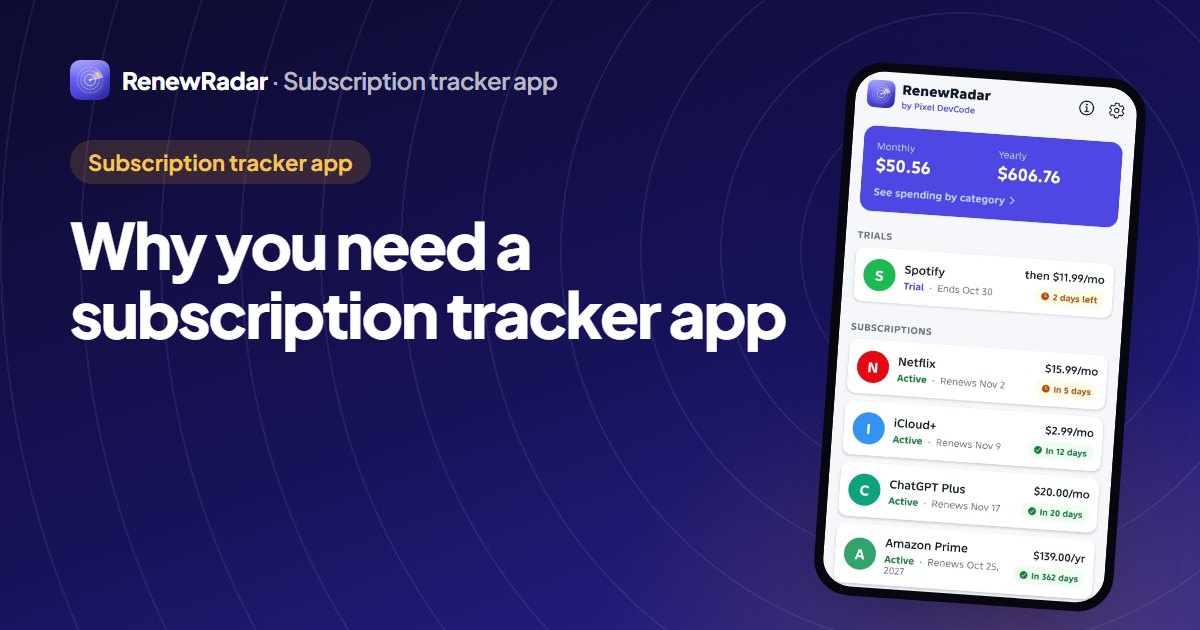 RenewRadar · Subscription tracker app
Subscription tracker app
Why you need a
subscription tracker app
RenewRadar
by Pixel DevCode
Monthly
$50.56
Yearly
$606.76
See spending by category >
TRIALS
S
Spotify
Trial · Ends Oct 30
then $11.99/mo
2 days left
SUBSCRIPTIONS
N
Netflix
Active · Renews Nov 2
$15.99/mo
In 5 days
I
iCloud+
Active · Renews Nov 9
$2.99/mo
In 12 days
C
ChatGPT Plus
Active · Renews Nov 17
$20.00/mo
In 20 days
A
Amazon Prime
Active · Renews Oct 25,
2027
$139.00/yr
In 362 days